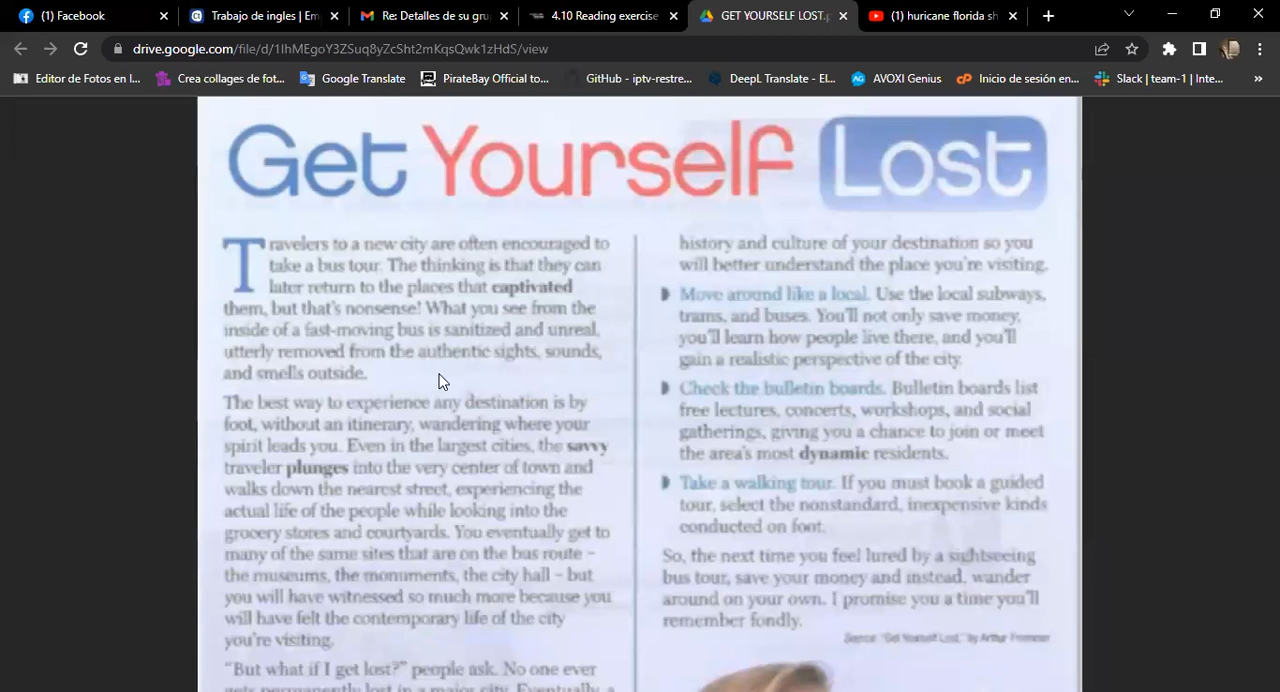 (1) Facebook
Trabajo de ingles | Em
Re: Detalles de su gru
4.10 Reading exercise
GET YOURSELF LOST.
(1) huricane florida sh
drive.google.com/file/d/1IhMEgoY3ZSuq8yZcSht2mKqsQwk1zHdS/view
Editor de Fotos en l...
Crea collages de fot...
Google Translate
PirateBay Official to...
GitHub - iptv-restre...
DeepL Translate - El...
AVOXI Genius
Inicio de sesión en...
Slack | team-1 | Inte...
Get Yourself Lost
Travelers to a new city are often encouraged to
take a bus tour. The thinking is that they can
later return to the places that captivated
them, but that's nonsense! What you see from the
inside of a fast-moving bus is sanitized and unreal,
utterly removed from the authentic sights, sounds,
and smells outside.
The best way to experience any destination is by
foot, without an itinerary, wandering where your
spirit leads you. Even in the largest cities, the savvy
traveler plunges into the very center of town and
walks down the nearest street, experiencing the
actual life of the people while looking into the
grocery stores and courtyards. You eventually get to
many of the same sites that are on the bus route –
the museums, the monuments, the city hall – but
you will have witnessed so much more because you
will have felt the contemporary life of the city
you're visiting.
"But what if I get lost?" people ask. No one ever
gets permanently lost in a major city. Eventually, a
history and culture of your destination so you
will better understand the place you're visiting.
Move around like a local. Use the local subways,
trams, and buses. You'll not only save money,
you'll learn how people live there, and you'll
gain a realistic perspective of the city.
Check the bulletin boards. Bulletin boards list
free lectures, concerts, workshops, and social
gatherings, giving you a chance to join or meet
the area's most dynamic residents.
Take a walking tour. If you must book a guided
tour, select the nonstandard, inexpensive kinds
conducted on foot.
So, the next time you feel lured by a sightseeing
bus tour, save your money and instead, wander
around on your own. I promise you a time you'll
remember fondly.
Source: "Get Yourself Lost," by Arthur Frommer